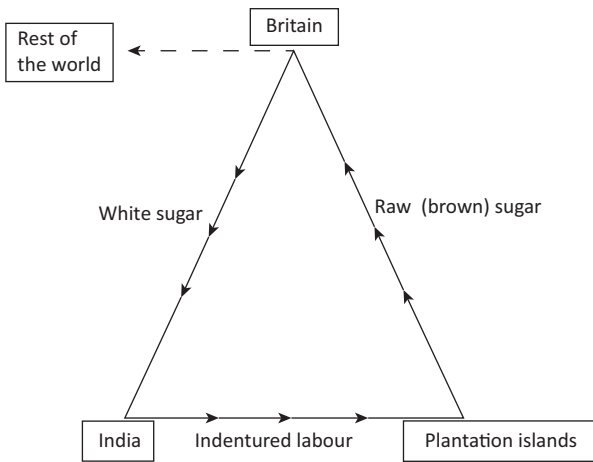 Britain
Rest of
the world
White sugar
Raw (brown) sugar
India
Indentured labour
Plantation islands